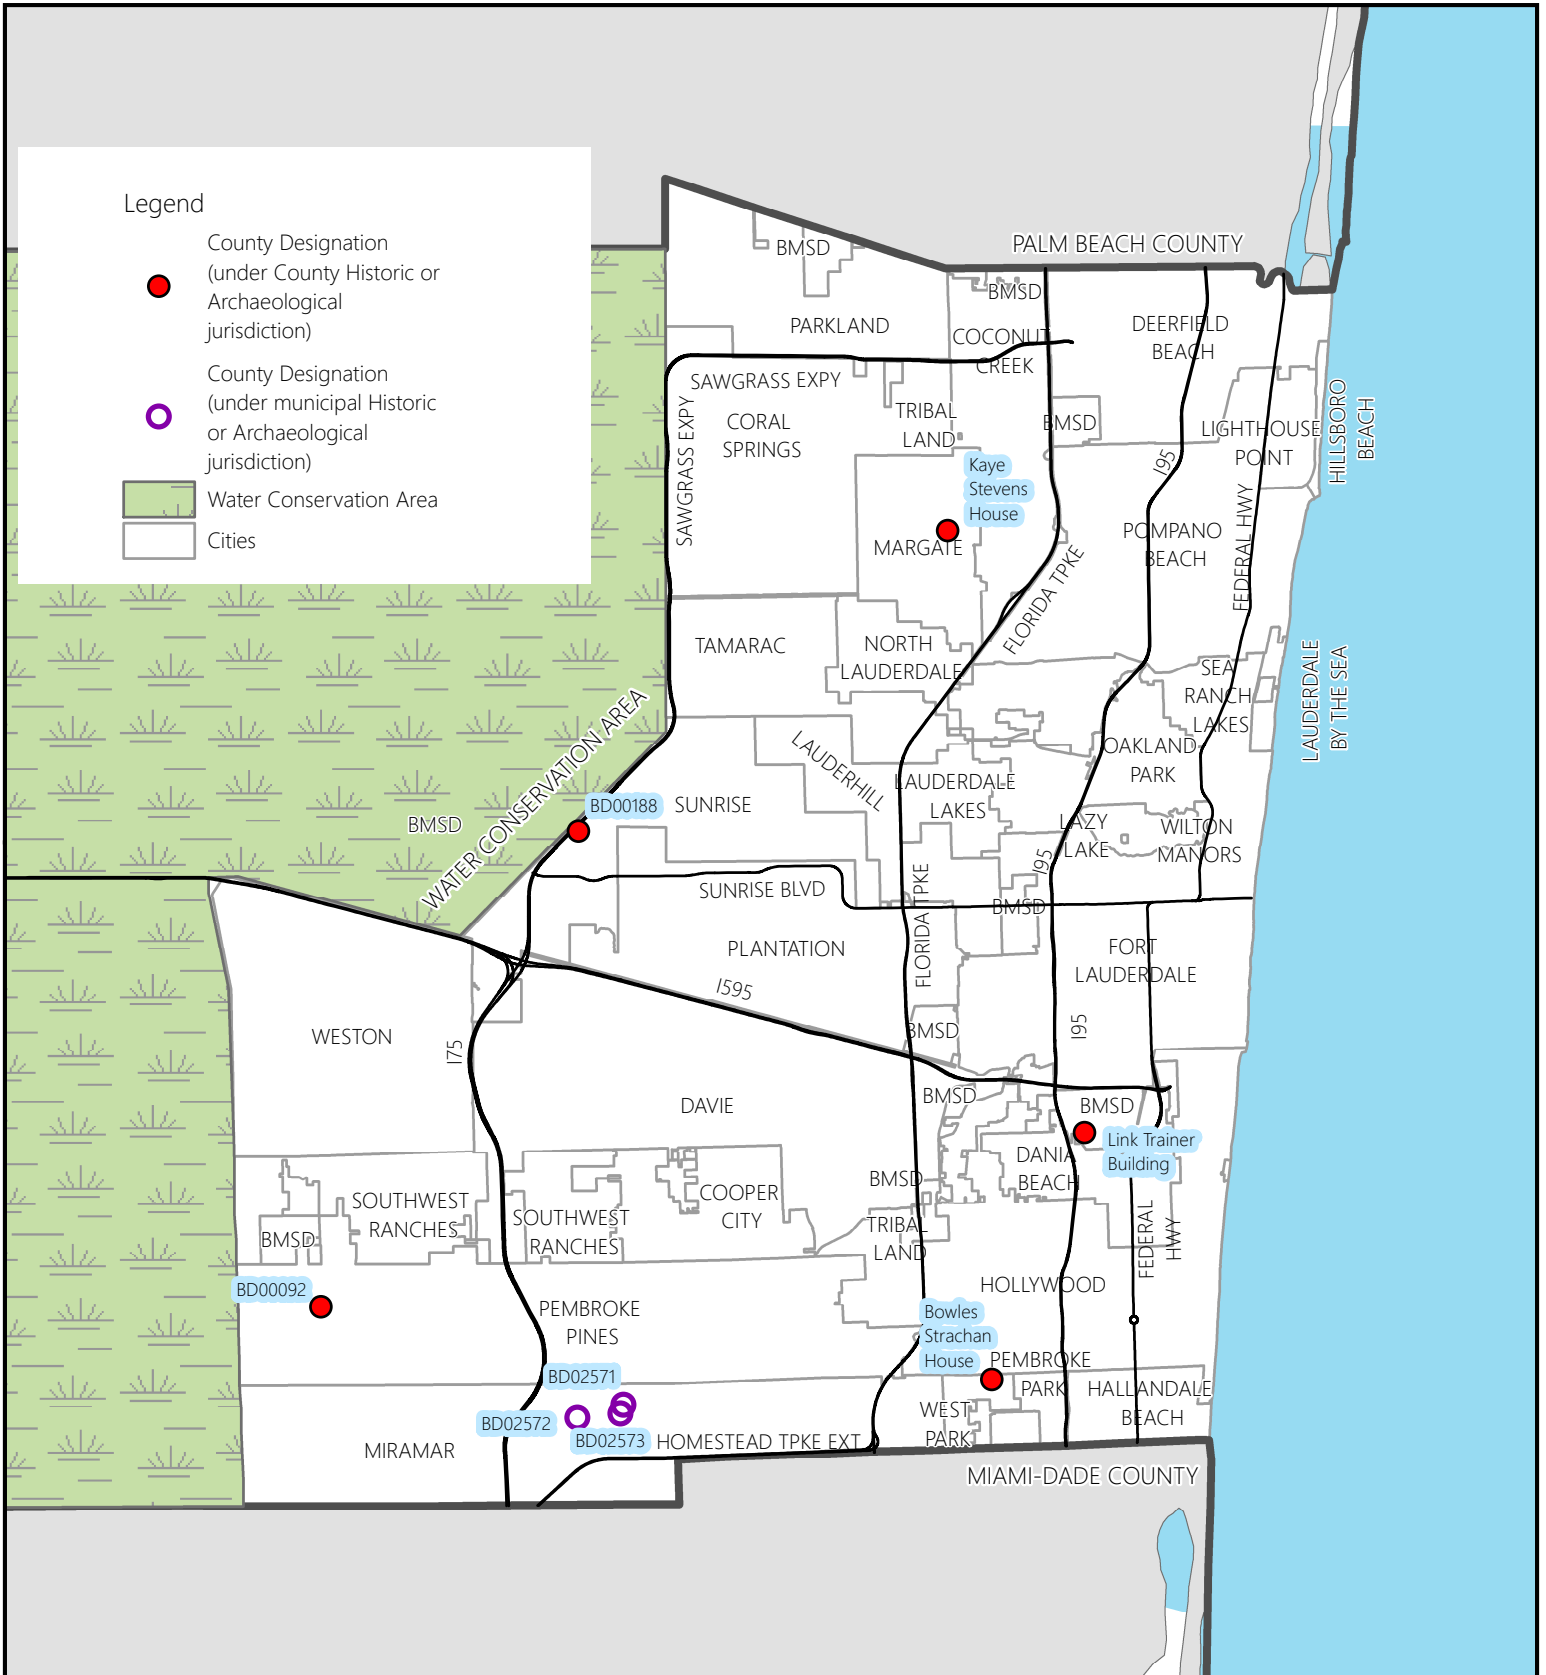 Legend
County Designation
(under County Historic or
Archaeological
jurisdiction)
County Designation
(under municipal Historic
or Archaeological
jurisdiction)
Water Conservation Area
Cities
PALM BEACH COUNTY
BMSD
BMSD
PARKLAND
COCONUT
CREEK
DEERFIELD
BEACH
SAWGRASS EXPY
SAWGRASS EXPY
CORAL
SPRINGS
TRIBAL
LAND
BMSD
LIGHTHOUSE
POINT
HILLSBORO
BEACH
I95
Kaye
Stevens
House
MARGATE
POMPANO
BEACH
FEDERAL HWY
FLORIDA TPKE
TAMARAC
NORTH
LAUDERDALE
SEA
RANCH
LAKES
LAUDERDALE
BY THE SEA
WATER CONSERVATION AREA
BMSD
BD00188
SUNRISE
LAUDERHILL
LAUDERDALE
LAKES
OAKLAND
PARK
LAZY
LAKE
WILTON
MANORS
I95
SUNRISE BLVD
FLORIDA TPKE
BMSD
PLANTATION
FORT
LAUDERDALE
I595
BMSD
I95
WESTON
I75
DAVIE
BMSD
BMSD
Link Trainer
Building
DANIA
BEACH
BMSD
COOPER
CITY
SOUTHWEST
RANCHES
SOUTHWEST
RANCHES
BMSD
TRIBAL
LAND
FEDERAL
HWY
HOLLYWOOD
BD00092
PEMBROKE
PINES
Bowles
Strachan
House
PEMBROKE
PARK
HALLANDALE
BEACH
WEST
PARK
BD02571
BD02572
BD02573
HOMESTEAD TPKE EXT
MIRAMAR
MIAMI-DADE COUNTY